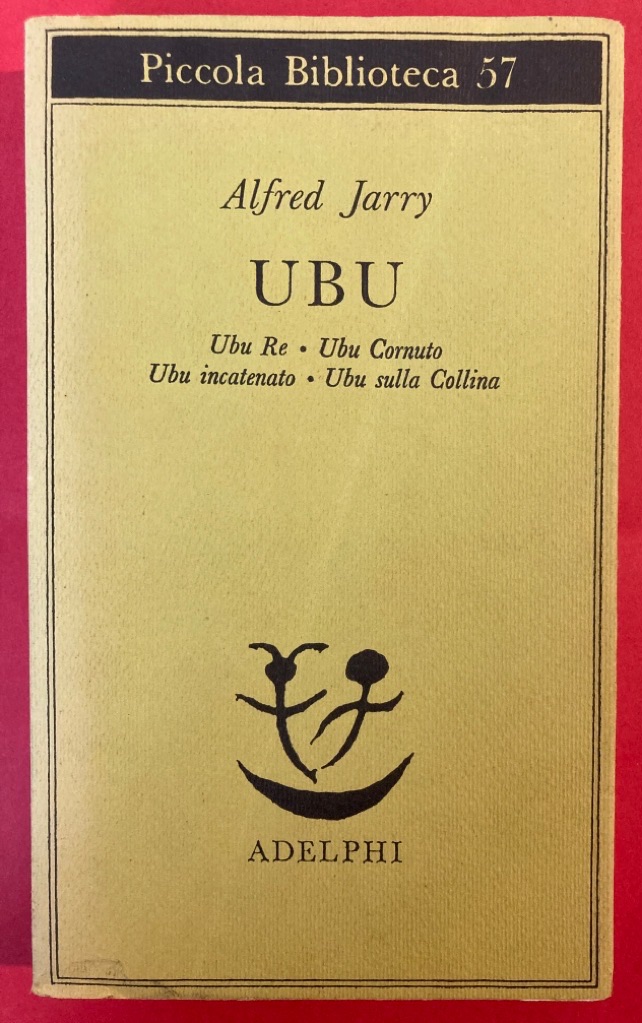 Piccola Biblioteca 57
Alfred Jarry
UBU
Ubu Re • Ubu Cornuto
Ubu incatenato • Ubu sulla Collina
ADELPHI